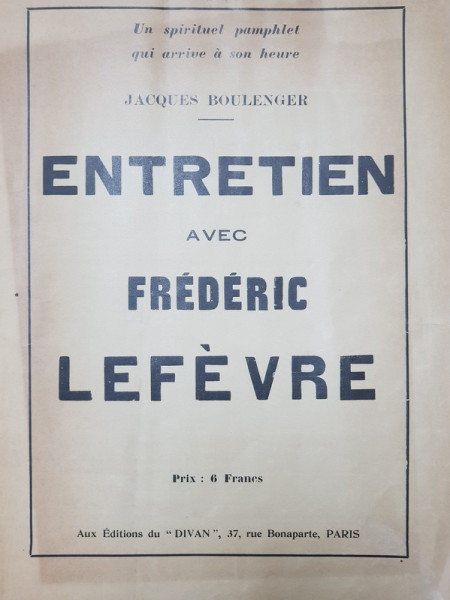 Un spirituel pamphlet
qui arrive à son heure
JACQUES BOULENGER
ENTRETIEN
AVEC
FRÉDÉRIC
LEFÈVRE
Prix : 6 Francs
Aux Éditions du "DIVAN", 37, rue Bonaparte, PARIS